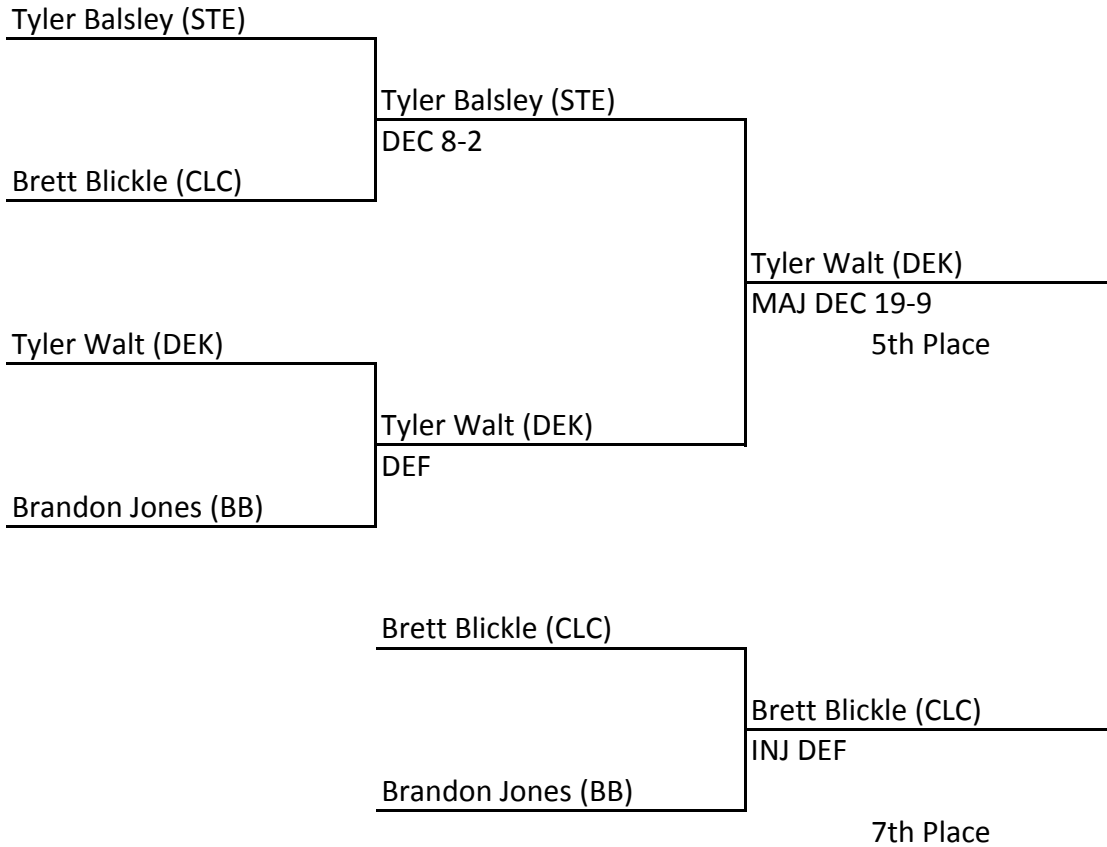 Tyler Balsley (STE)
Tyler Balsley (STE)
DEC 8-2
Brett Blickle (CLC)
Tyler Walt (DEK)
MAJ DEC 19-9
Tyler Walt (DEK)
5th Place
Tyler Walt (DEK)
DEF
Brandon Jones (BB)
Brett Blickle (CLC)
Brett Blickle (CLC)
INJ DEF
Brandon Jones (BB)
7th Place